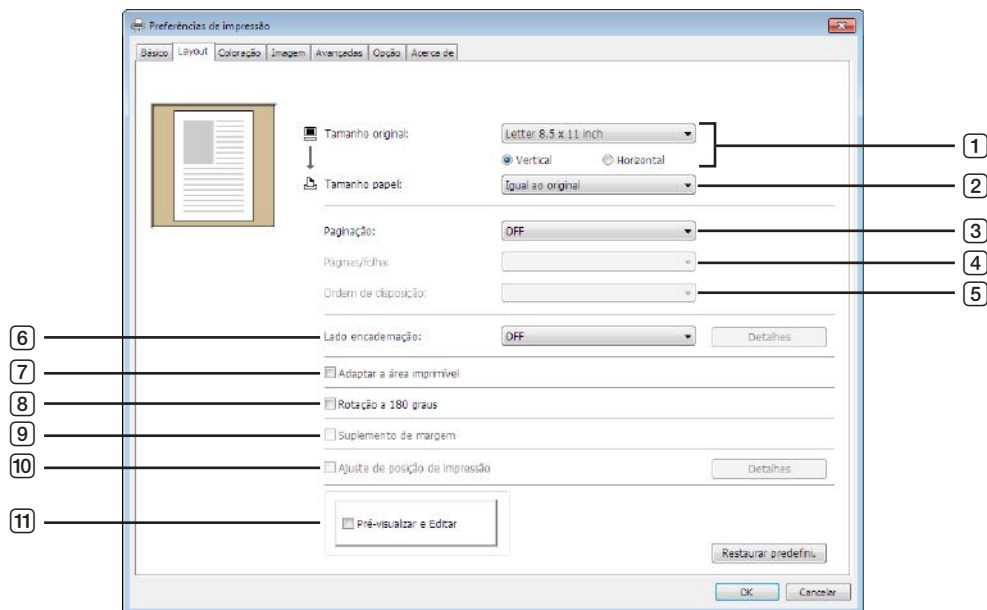 Preferências de impressão
Básico Layout Coloração Imagem Avançadas Opção Acerca de
Tamanho original: Letter 8.5 x 11 inch 1
Vertical Horizontal
Tamanho papel: Igual ao original 2
Paginação: OFF 3
Páginas/folha: 4
Ordem de disposição: 5
6 Lado encadernação: OFF Detalhes
7 Adaptar a área imprimível
8 Rotação a 180 graus
9 Suplemento de margem
10 Ajuste de posição de impressão Detalhes
11 Pré-visualizar e Editar
Restaurar predefini..
OK Cancelar